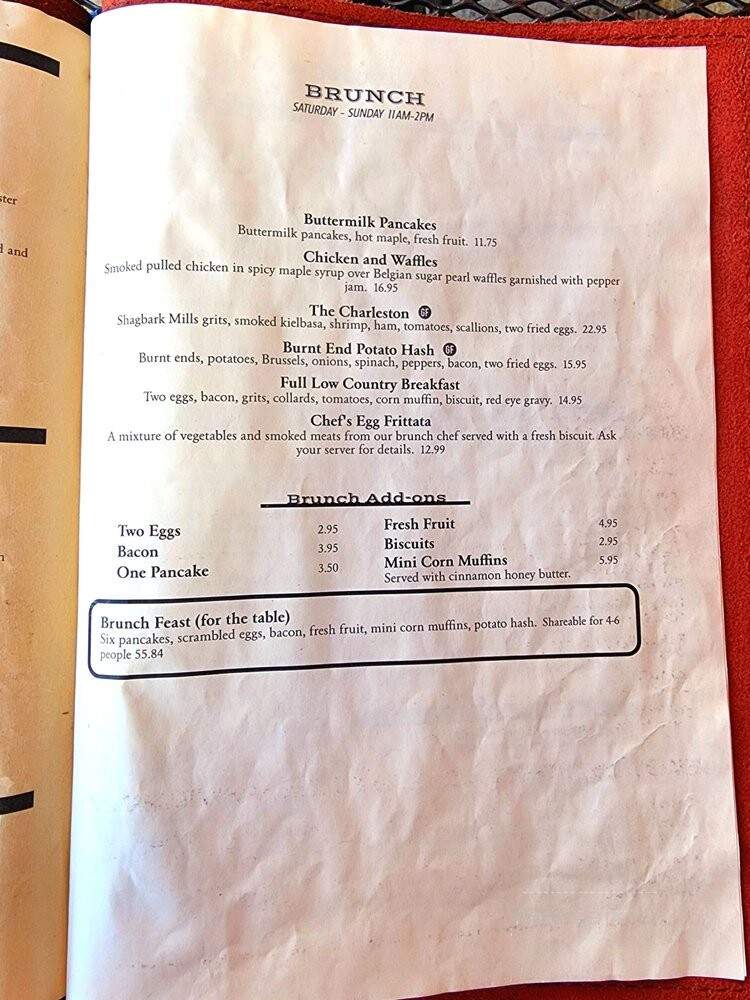 BRUNCH
SATURDAY - SUNDAY 11AM-2PM
Buttermilk Pancakes
Buttermilk pancakes, hot maple, fresh fruit. 11.75
Chicken and Waffles
Smoked pulled chicken in spicy maple syrup over Belgian sugar pearl waffles garnished with pepper
jam. 16.95
The Charleston GF
Shagbark Mills grits, smoked kielbasa, shrimp, ham, tomatoes, scallions, two fried eggs. 22.95
Burnt End Potato Hash GF
Burnt ends, potatoes, Brussels, onions, spinach, peppers, bacon, two fried eggs. 15.95
Full Low Country Breakfast
Two eggs, bacon, grits, collards, tomatoes, corn muffin, biscuit, red eye gravy. 14.95
Chef's Egg Frittata
A mixture of vegetables and smoked meats from our brunch chef served with a fresh biscuit. Ask
your server for details. 12.99
Brunch Add-ons
Two Eggs 2.95
Bacon 3.95
One Pancake 3.50
Fresh Fruit 4.95
Biscuits 2.95
Mini Corn Muffins 5.95
Served with cinnamon honey butter.
Brunch Feast (for the table)
Six pancakes, scrambled eggs, bacon, fresh fruit, mini corn muffins, potato hash. Shareable for 4-6
people 55.84